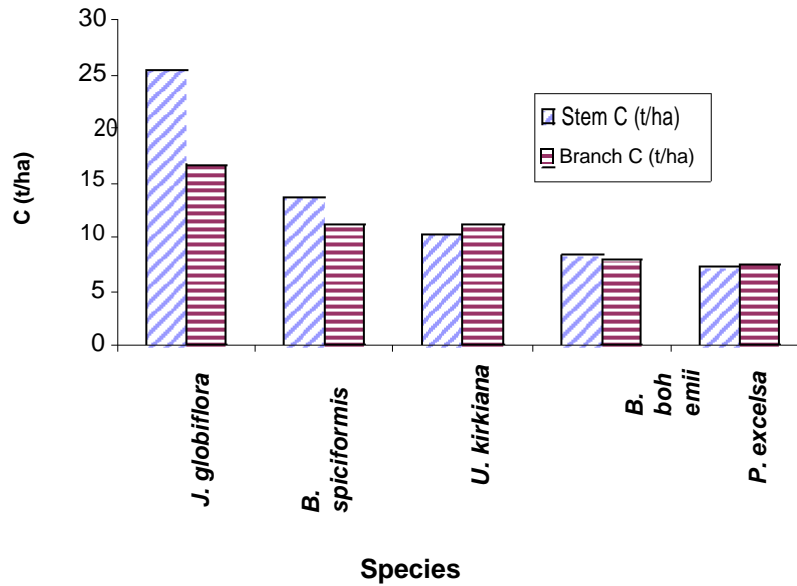 30
25
20
15
10
5
0
C (t/ha)
Stem C (t/ha)
Branch C (t/ha)
J. globiflora
B.
spiciformis
U. kirkiana
B.
boh
emii
P. excelsa
Species